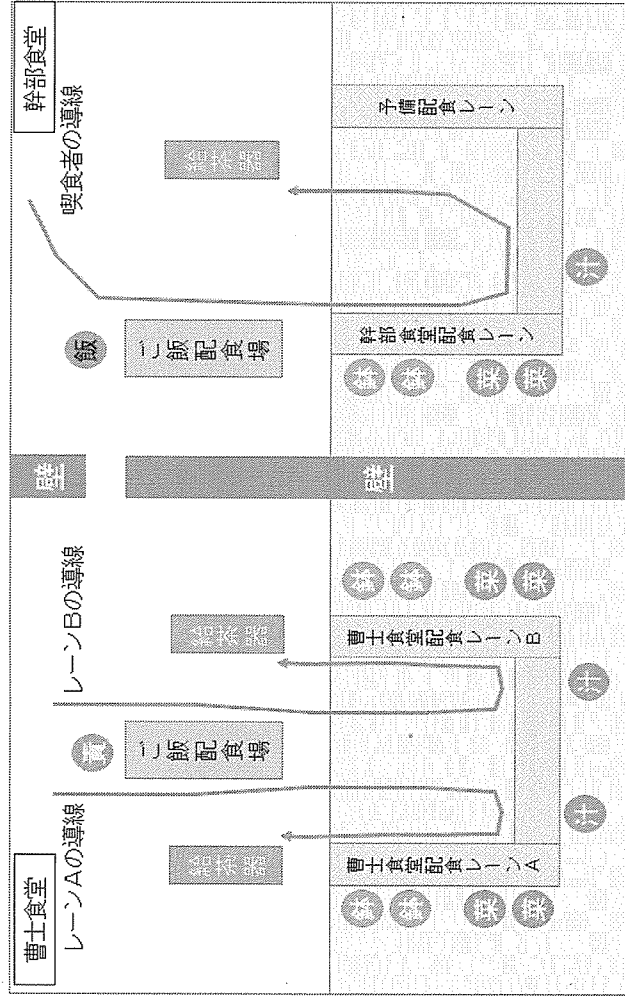 曹士食堂
幹部食堂
レーンAの導線
レーンBの導線
喫食者の導線
壁
責
飯
給茶器
ご飯配食場
給茶器
ご飯配食場
給茶器
壁
曹士食堂配食レーンA
曹士食堂配食レーンB
幹部食堂配食レーン
予備配食レーン
鉢
鉢
菜
菜
鉢
鉢
菜
菜
鉢
鉢
菜
菜
汁
汁
汁